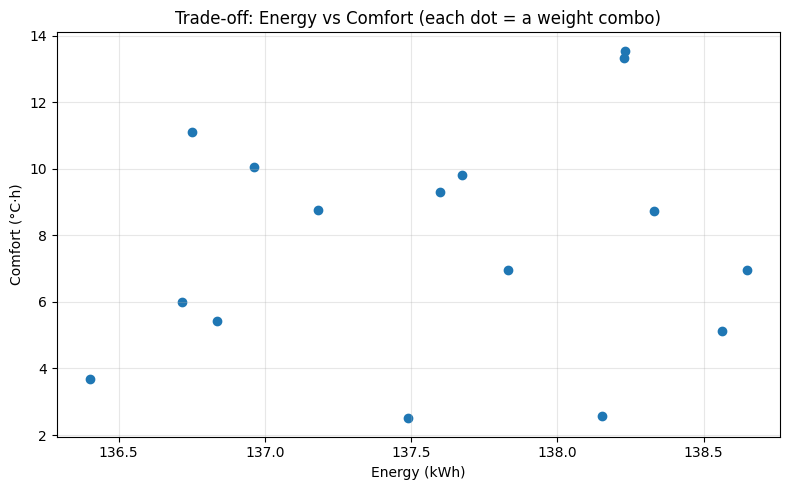 Trade-off: Energy vs Comfort (each dot = a weight combo)
14
12
10
8
6
4
2
Comfort (°C·h)
136.5 137.0 137.5 138.0 138.5
Energy (kWh)